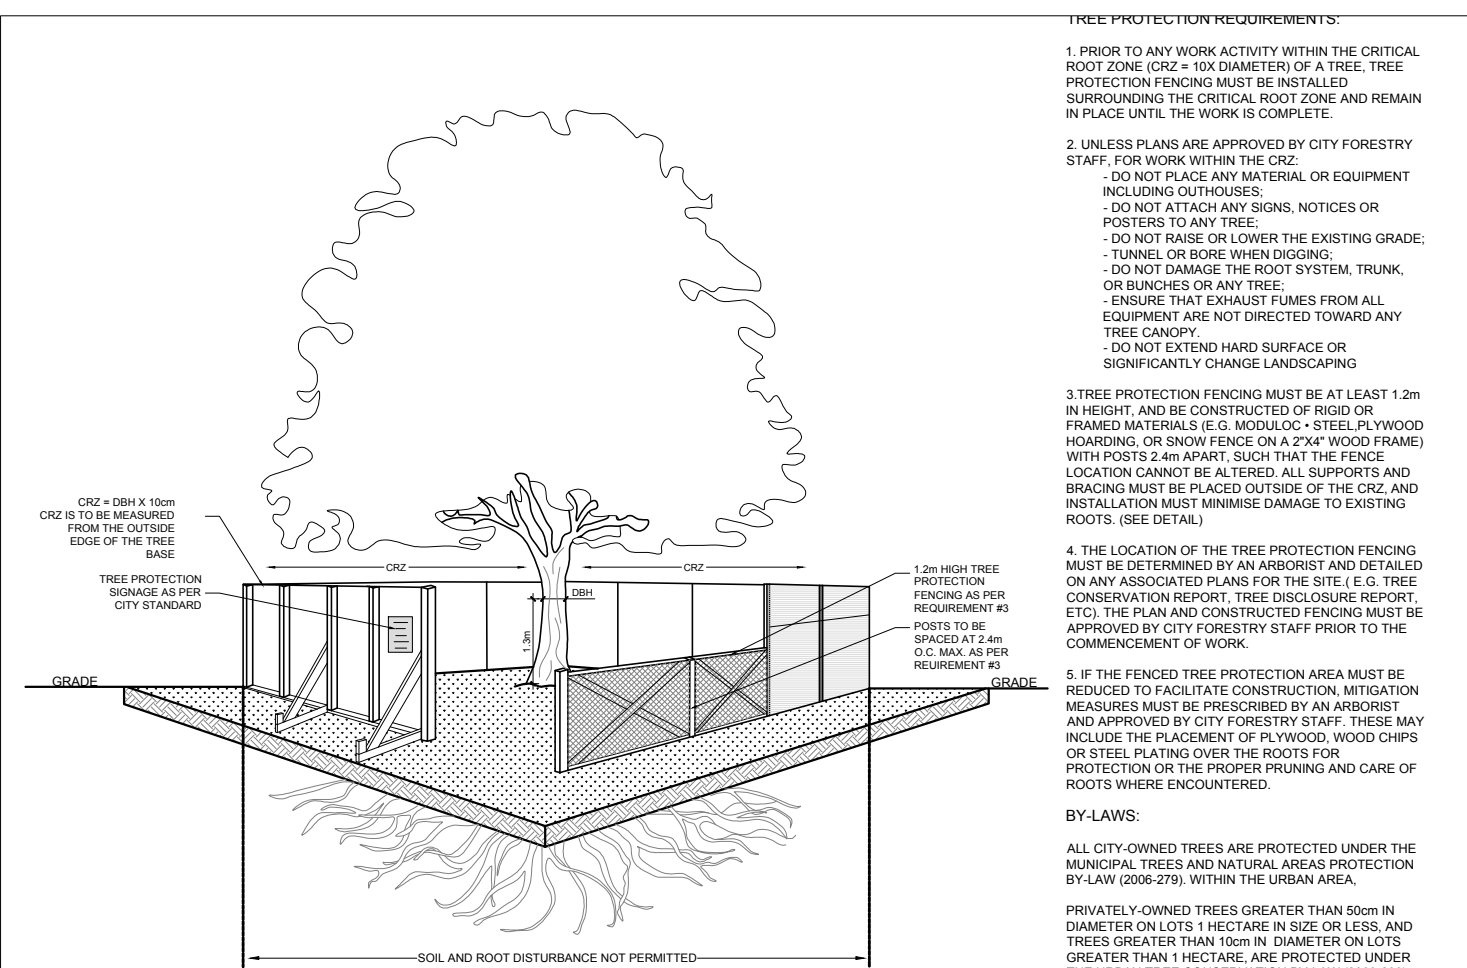 TREE PROTECTION REQUIREMENTS:
1. PRIOR TO ANY WORK ACTIVITY WITHIN THE CRITICAL
ROOT ZONE (CRZ = 10X DIAMETER) OF A TREE, TREE
PROTECTION FENCING MUST BE INSTALLED
SURROUNDING THE CRITICAL ROOT ZONE AND REMAIN
IN PLACE UNTIL THE WORK IS COMPLETE.
2. UNLESS PLANS ARE APPROVED BY CITY FORESTRY
STAFF, FOR WORK WITHIN THE CRZ:
- DO NOT PLACE ANY MATERIAL OR EQUIPMENT
INCLUDING OUTHOUSES;
- DO NOT ATTACH ANY SIGNS, NOTICES OR
POSTERS TO ANY TREE;
- DO NOT RAISE OR LOWER THE EXISTING GRADE;
- TUNNEL OR BORE WHEN DIGGING;
- DO NOT DAMAGE THE ROOT SYSTEM, TRUNK,
OR BUNCHES OR ANY TREE;
- ENSURE THAT EXHAUST FUMES FROM ALL
EQUIPMENT ARE NOT DIRECTED TOWARD ANY
TREE CANOPY.
- DO NOT EXTEND HARD SURFACE OR
SIGNIFICANTLY CHANGE LANDSCAPING
3.TREE PROTECTION FENCING MUST BE AT LEAST 1.2m
IN HEIGHT, AND BE CONSTRUCTED OF RIGID OR
FRAMED MATERIALS (E.G. MODULOC • STEEL,PLYWOOD
HOARDING, OR SNOW FENCE ON A 2"X4" WOOD FRAME)
WITH POSTS 2.4m APART, SUCH THAT THE FENCE
LOCATION CANNOT BE ALTERED. ALL SUPPORTS AND
BRACING MUST BE PLACED OUTSIDE OF THE CRZ, AND
INSTALLATION MUST MINIMISE DAMAGE TO EXISTING
ROOTS. (SEE DETAIL)
4. THE LOCATION OF THE TREE PROTECTION FENCING
MUST BE DETERMINED BY AN ARBORIST AND DETAILED
ON ANY ASSOCIATED PLANS FOR THE SITE.( E.G. TREE
CONSERVATION REPORT, TREE DISCLOSURE REPORT,
ETC). THE PLAN AND CONSTRUCTED FENCING MUST BE
APPROVED BY CITY FORESTRY STAFF PRIOR TO THE
COMMENCEMENT OF WORK.
5. IF THE FENCED TREE PROTECTION AREA MUST BE
REDUCED TO FACILITATE CONSTRUCTION, MITIGATION
MEASURES MUST BE PRESCRIBED BY AN ARBORIST
AND APPROVED BY CITY FORESTRY STAFF. THESE MAY
INCLUDE THE PLACEMENT OF PLYWOOD, WOOD CHIPS
OR STEEL PLATING OVER THE ROOTS FOR
PROTECTION OR THE PROPER PRUNING AND CARE OF
ROOTS WHERE ENCOUNTERED.
BY-LAWS:
ALL CITY-OWNED TREES ARE PROTECTED UNDER THE
MUNICIPAL TREES AND NATURAL AREAS PROTECTION
BY-LAW (2006-279). WITHIN THE URBAN AREA,
PRIVATELY-OWNED TREES GREATER THAN 50cm IN
DIAMETER ON LOTS 1 HECTARE IN SIZE OR LESS, AND
TREES GREATER THAN 10cm IN DIAMETER ON LOTS
GREATER THAN 1 HECTARE, ARE PROTECTED UNDER
CRZ = DBH X 10cm
CRZ IS TO BE MEASURED
FROM THE OUTSIDE
EDGE OF THE TREE
BASE
TREE PROTECTION
SIGNAGE AS PER
CITY STANDARD
CRZ
CRZ
DBH
1.3m
1.2m HIGH TREE
PROTECTION
FENCING AS PER
REQUIREMENT #3
POSTS TO BE
SPACED AT 2.4m
O.C. MAX. AS PER
REUIREMENT #3
GRADE
GRADE
SOIL AND ROOT DISTURBANCE NOT PERMITTED